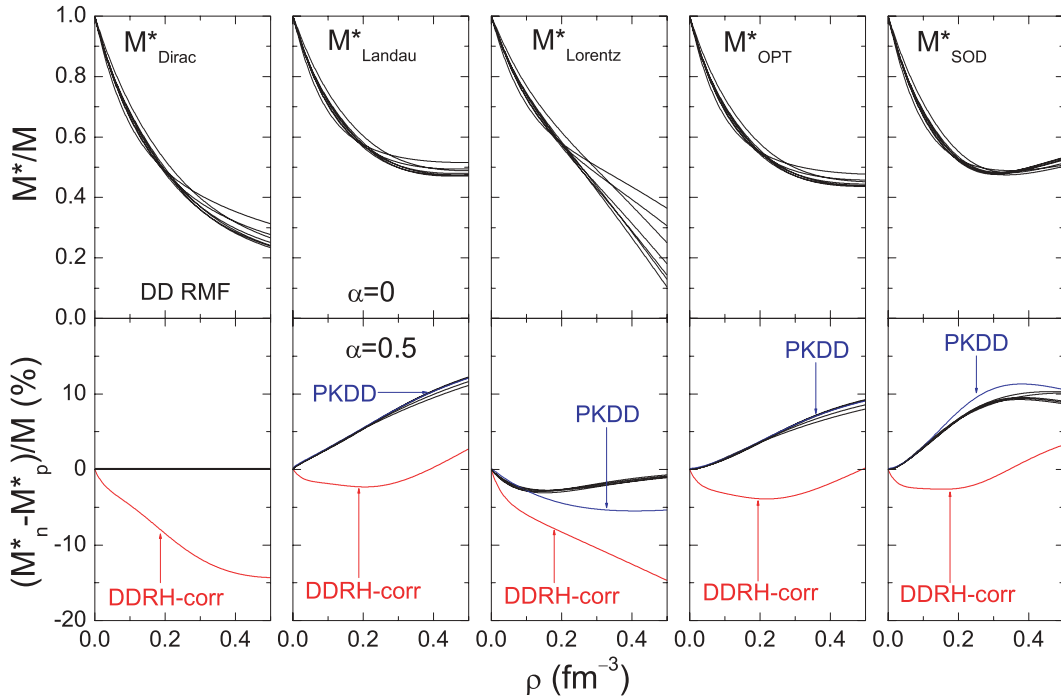 M*Dirac
M*Landau
M*Lorentz
M*OPT
M*SOD
1.0
0.8
0.6
0.4
0.2
0.0
M*/M
DD RMF
α=0
α=0.5
PKDD
PKDD
PKDD
PKDD
10
0
-10
-20
(M*n -M*p)/M (%)
DDRH-corr
DDRH-corr
DDRH-corr
DDRH-corr
DDRH-corr
0.0 0.2 0.4
0.0 0.2 0.4
0.0 0.2 0.4
0.0 0.2 0.4
0.0 0.2 0.4
ρ (fm⁻³)